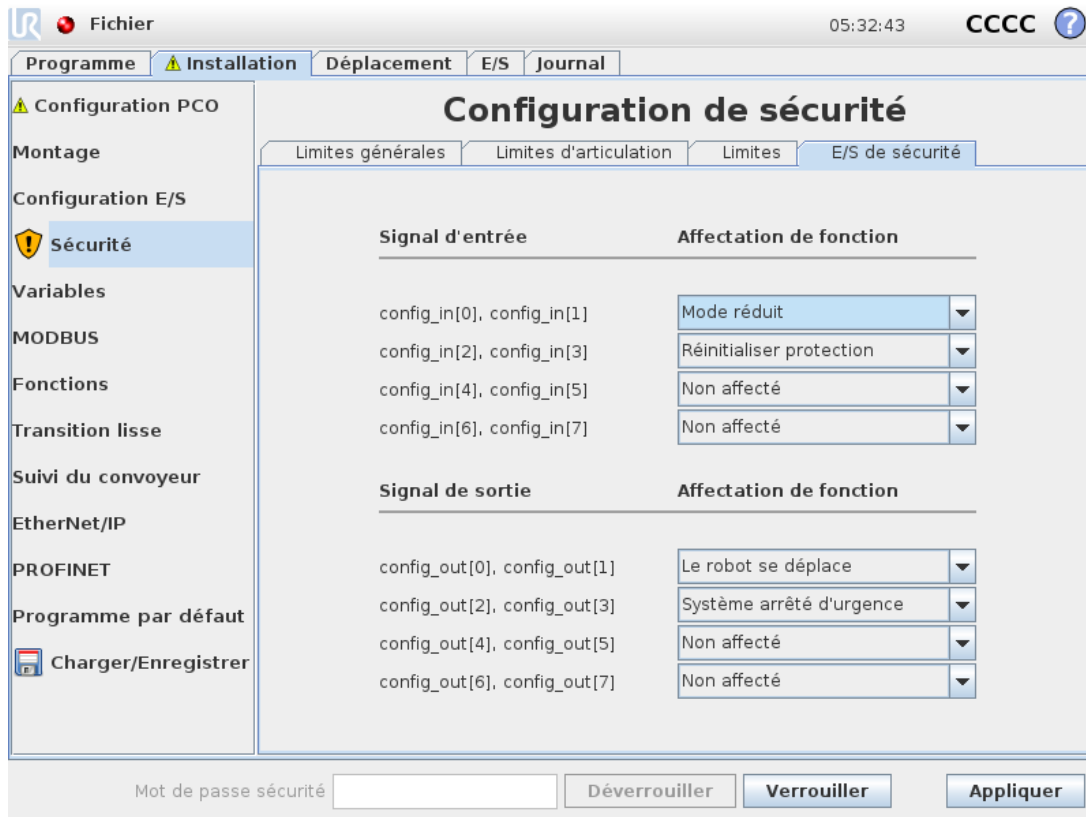 UR Fichier 05:32:43 CCCC ?
Programme Installation Déplacement E/S Journal
Configuration PCO
Montage
Configuration E/S
Sécurité
Variables
MODBUS
Fonctions
Transition lisse
Suivi du convoyeur
EtherNet/IP
PROFINET
Programme par défaut
Charger/Enregistrer
Configuration de sécurité
Limites générales Limites d'articulation Limites E/S de sécurité
Signal d'entrée Affectation de fonction
config_in[0], config_in[1] Mode réduit
config_in[2], config_in[3] Réinitialiser protection
config_in[4], config_in[5] Non affecté
config_in[6], config_in[7] Non affecté
Signal de sortie Affectation de fonction
config_out[0], config_out[1] Le robot se déplace
config_out[2], config_out[3] Système arrêté d'urgence
config_out[4], config_out[5] Non affecté
config_out[6], config_out[7] Non affecté
Mot de passe sécurité Déverrouiller Verrouiller Appliquer